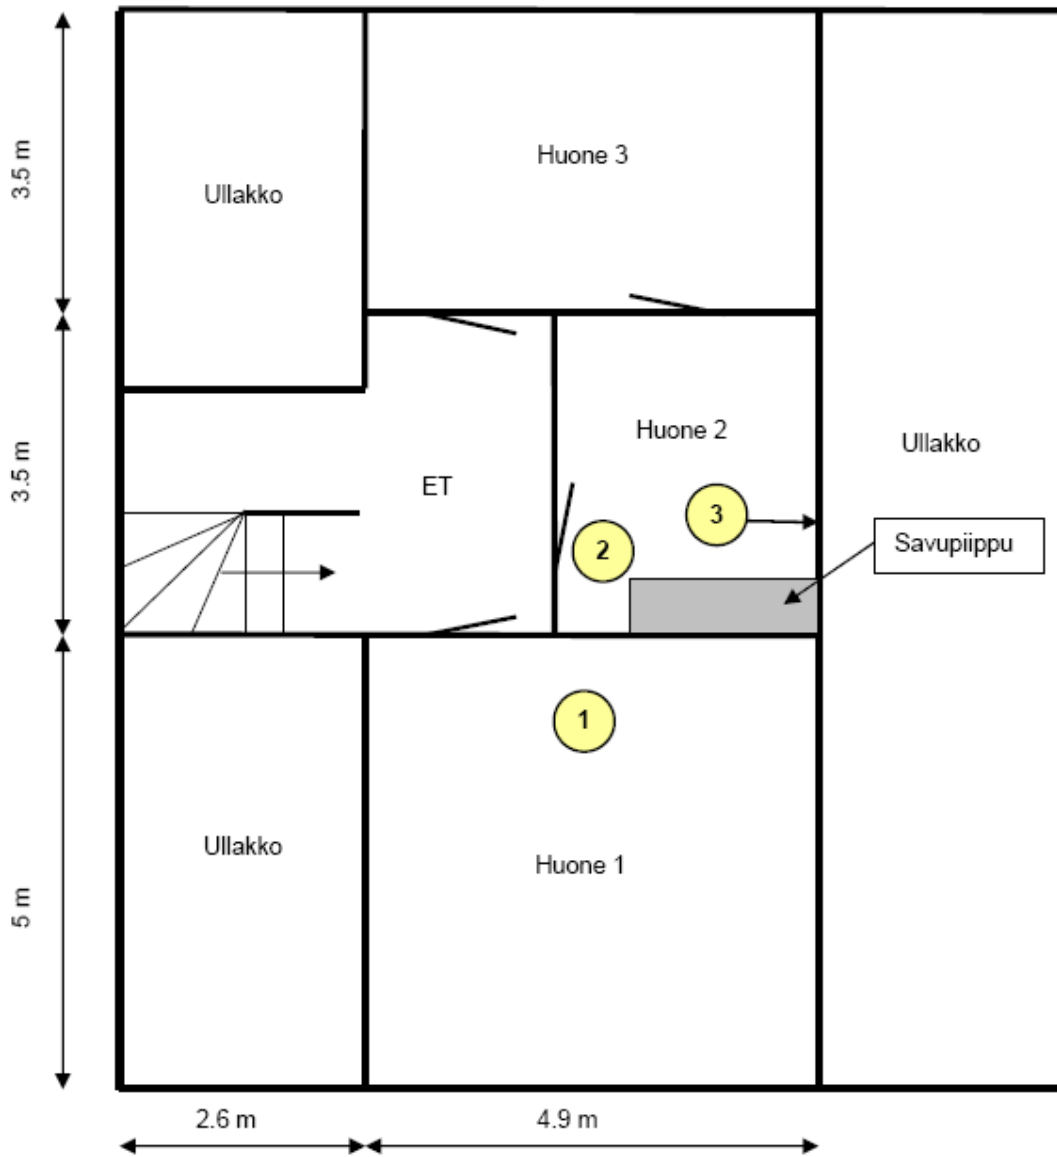 3.5 m
Huone 3
Ullakko
3.5 m
Huone 2
Ullakko
ET
3
2
Savupiippu
1
Ullakko
Huone 1
5 m
2.6 m
4.9 m